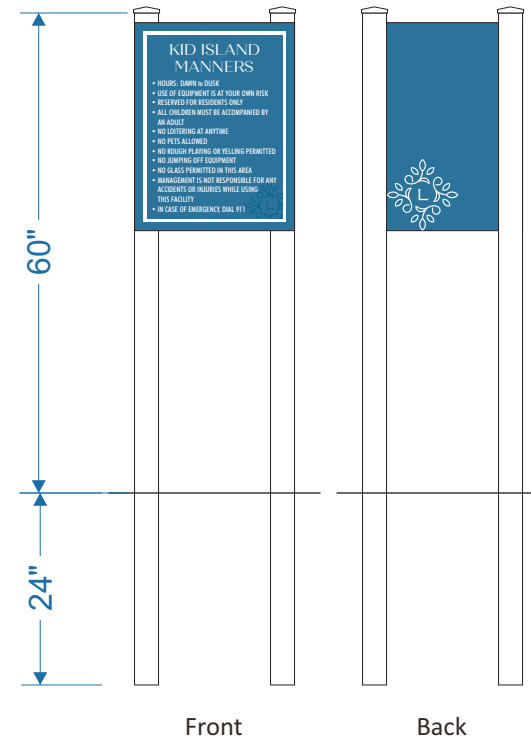 KID ISLAND
MANNERS
• HOURS: DAWN to DUSK
• USE OF EQUIPMENT IS AT YOUR OWN RISK
• RESERVED FOR RESIDENTS ONLY
• ALL CHILDREN MUST BE ACCOMPANIED BY
AN ADULT
• NO LOITERING AT ANYTIME
• NO PETS ALLOWED
• NO ROUGH PLAYING OR YELLING PERMITTED
• NO JUMPING OFF EQUIPMENT
• NO GLASS PERMITTED IN THIS AREA
• MANAGEMENT IS NOT RESPONSIBLE FOR ANY
ACCIDENTS OR INJURIES WHILE USING
THIS FACILITY
• IN CASE OF EMERGENCY, DIAL 911
L
L
60"
24"
Front
Back